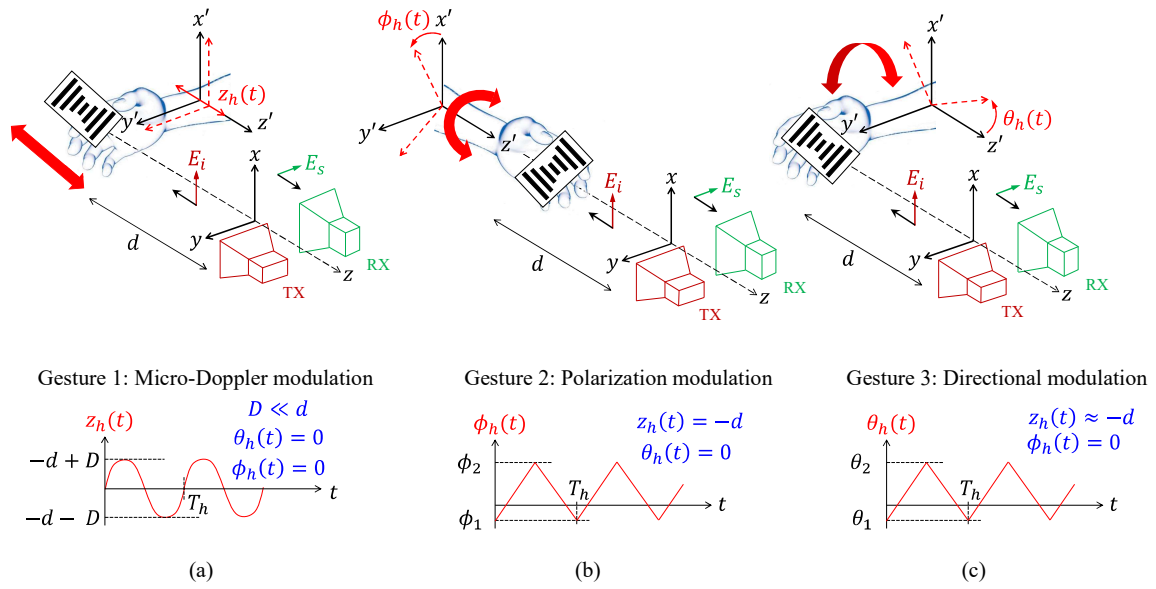 x′
z_h(t)
y′
z′
x
E_i
E_s
d
y
z
RX
TX
Gesture 1: Micro-Doppler modulation
z_h(t)
D ≪ d
θ_h(t) = 0
ϕ_h(t) = 0
−d + D
T_h
t
−d − D
(a)
ϕ_h(t)
x′
y′
z′
x
E_i
E_s
d
y
z
RX
TX
Gesture 2: Polarization modulation
ϕ_h(t)
z_h(t) = −d
θ_h(t) = 0
ϕ_2
T_h
t
ϕ_1
(b)
x′
y′
θ_h(t)
z′
x
E_i
E_s
d
y
z
RX
TX
Gesture 3: Directional modulation
θ_h(t)
z_h(t) ≈ −d
ϕ_h(t) = 0
θ_2
T_h
t
θ_1
(c)